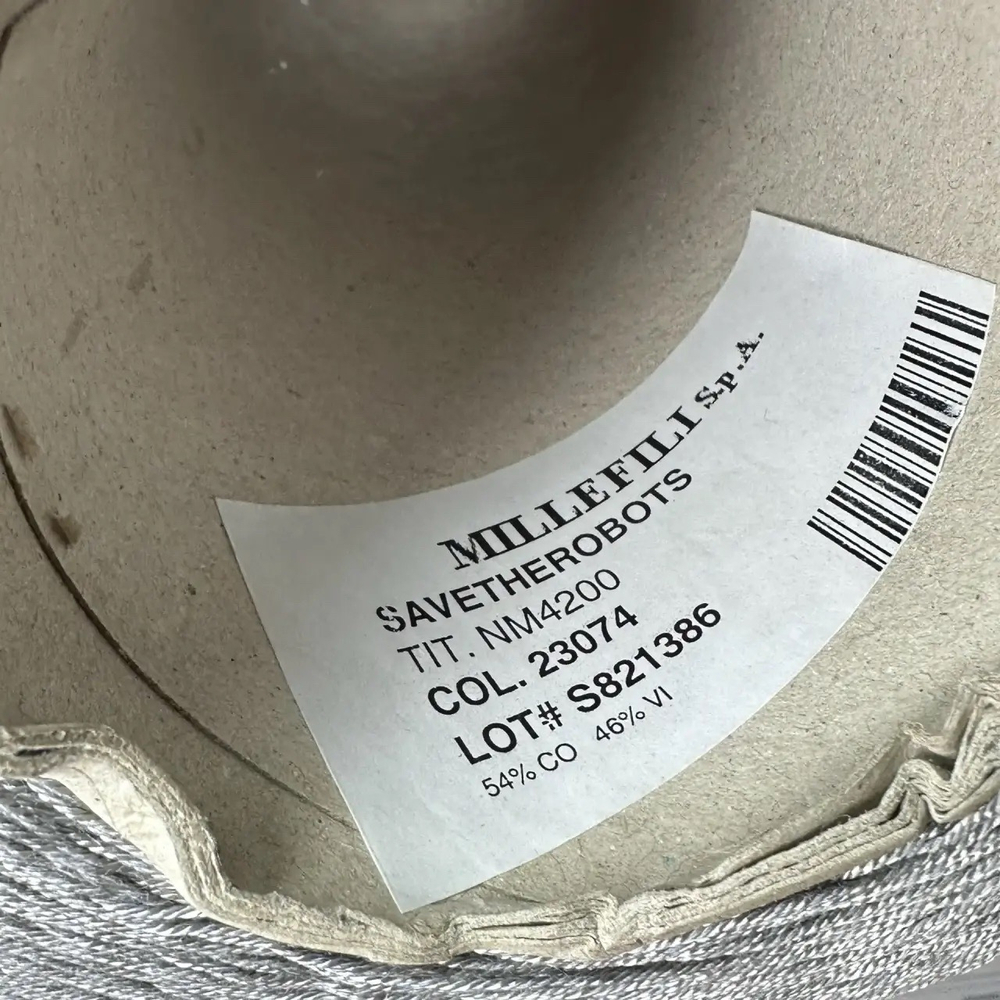 MILLEFILI S.p.A.
SAVETHEROBOTS
TIT. NM4200
COL. 23074
LOT# S821386
54% CO 46% VI